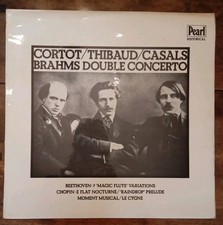 Pearl
HISTORICAL
CORTOT/THIBAUD/CASALS
BRAHMS DOUBLE CONCERTO
BEETHOVEN: 'MAGIC FLUTE' VARIATIONS
CHOPIN: E FLAT NOCTURNE/'RAINDROP' PRELUDE
MOMENT MUSICAL/LE CYGNE